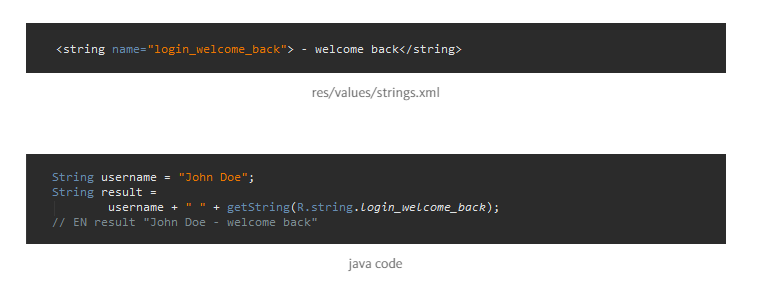 <string name="login_welcome_back"> - welcome back</string>
res/values/strings.xml
String username = "John Doe";
String result =
username + " " + getString(R.string.login_welcome_back);
// EN result "John Doe - welcome back"
java code